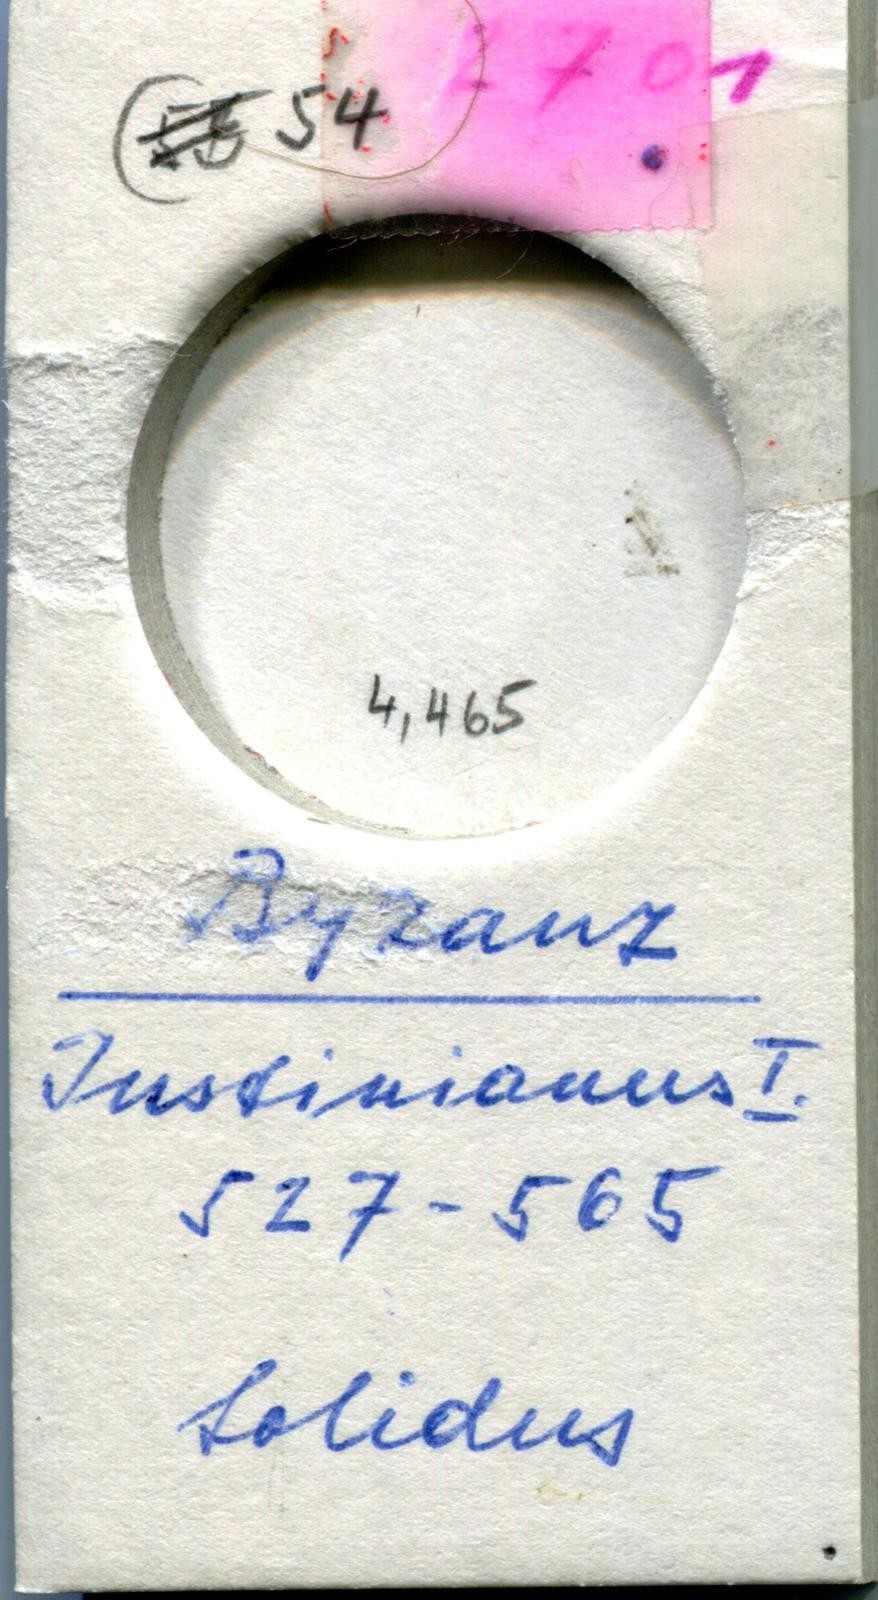 2701
54
4,465
Byzanz
Justinianus I.
527-565
Solidus